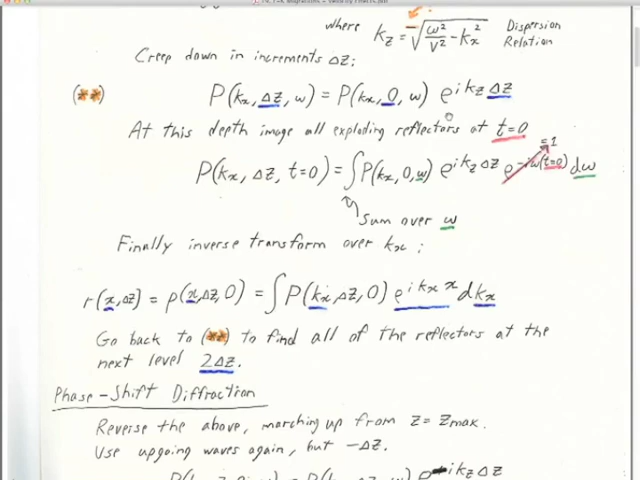 where k_z = -√(ω²/v² - k_x²) Dispersion Relation
Creep down in increments Δz:
(**) P(k_x, Δz, ω) = P(k_x, 0, ω) e^{i k_z Δz}
At this depth image all exploding reflectors at t=0
P(k_x, Δz, t=0) = ∫P(k_x, 0, ω) e^{i k_z Δz} e^{-iω(t=0)} dω =1
Sum over ω
Finally inverse transform over k_x:
r(x, Δz) = p(x, Δz, 0) = ∫P(k_x, Δz, 0) e^{i k_x x} dk_x
Go back to (**) to find all of the reflectors at the
next level 2Δz.
Phase-Shift Diffraction
Reverse the above, marching up from z = z_max.
Use upgoing waves again, but -Δz.